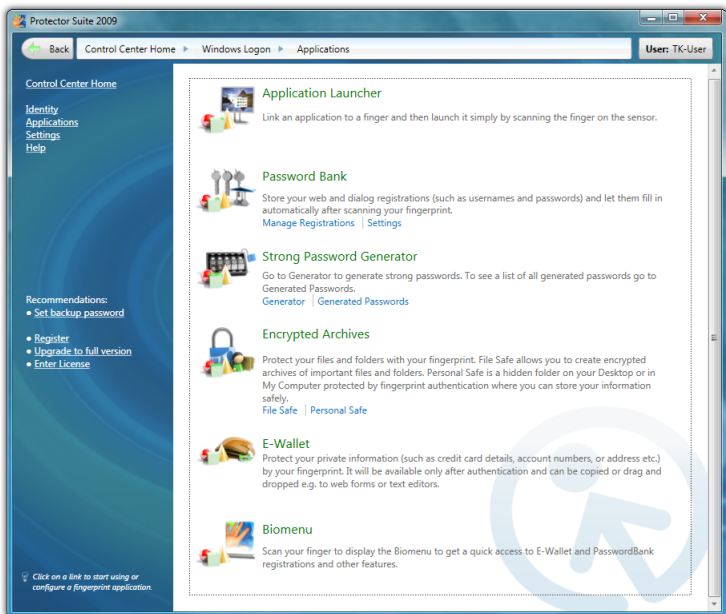 Protector Suite 2009
Back
Control Center Home
Windows Logon
Applications
User: TK-User
Control Center Home
Identity
Applications
Settings
Help
Recommendations:
Set backup password
Register
Upgrade to full version
Enter License
Click on a link to start using or
configure a fingerprint application.
Application Launcher
Link an application to a finger and then launch it simply by scanning the finger on the sensor.
Password Bank
Store your web and dialog registrations (such as usernames and passwords) and let them fill in
automatically after scanning your fingerprint.
Manage Registrations | Settings
Strong Password Generator
Go to Generator to generate strong passwords. To see a list of all generated passwords go to
Generated Passwords.
Generator | Generated Passwords
Encrypted Archives
Protect your files and folders with your fingerprint. File Safe allows you to create encrypted
archives of important files and folders. Personal Safe is a hidden folder on your Desktop or in
My Computer protected by fingerprint authentication where you can store your information
safely.
File Safe | Personal Safe
E-Wallet
Protect your private information (such as credit card details, account numbers, or address etc.)
by your fingerprint. It will be available only after authentication and can be copied or drag and
dropped e.g. to web forms or text editors.
Biomenu
Scan your finger to display the Biomenu to get a quick access to E-Wallet and PasswordBank
registrations and other features.